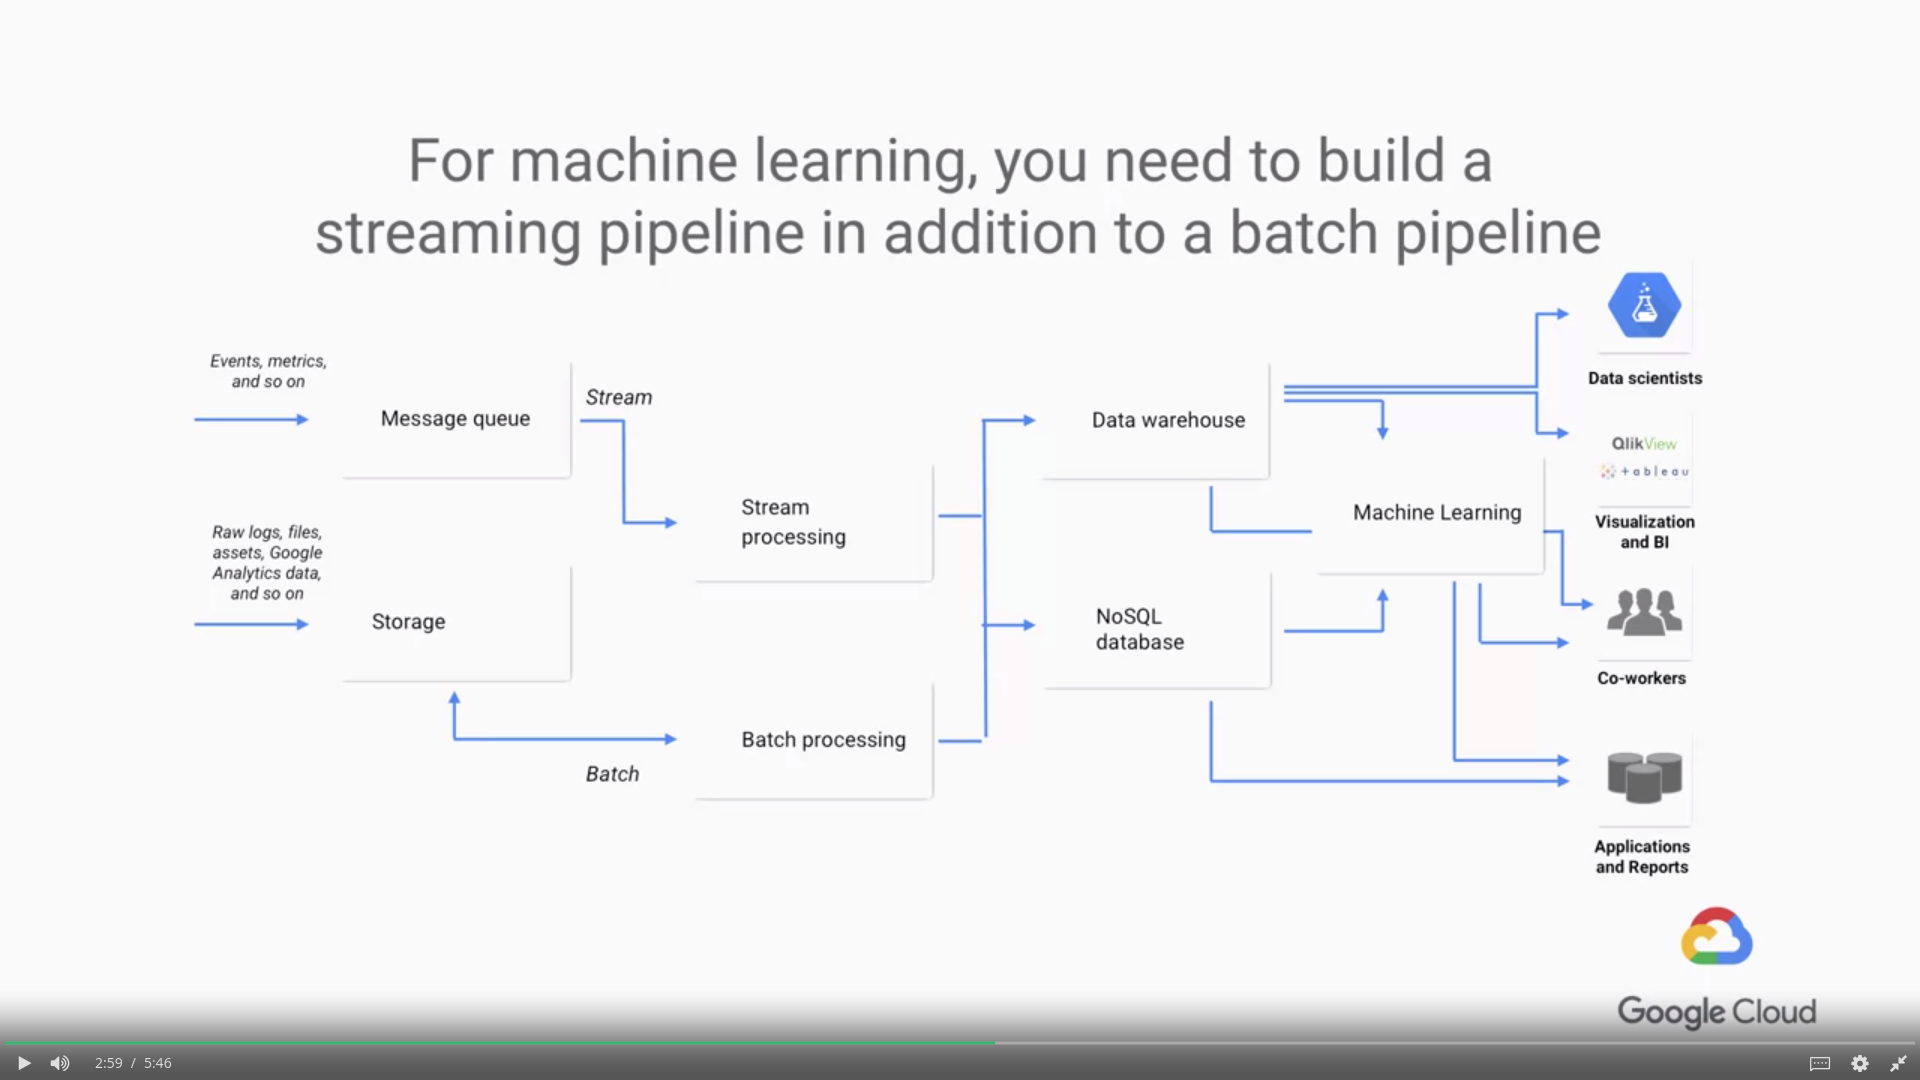 For machine learning, you need to build a
streaming pipeline in addition to a batch pipeline
Events, metrics,
and so on
Message queue
Stream
Raw logs, files,
assets, Google
Analytics data,
and so on
Storage
Stream
processing
Batch processing
Batch
Data warehouse
NoSQL
database
Machine Learning
Data scientists
QlikView
+ableau
Visualization
and BI
Co-workers
Applications
and Reports
Google Cloud
2:59 / 5:46